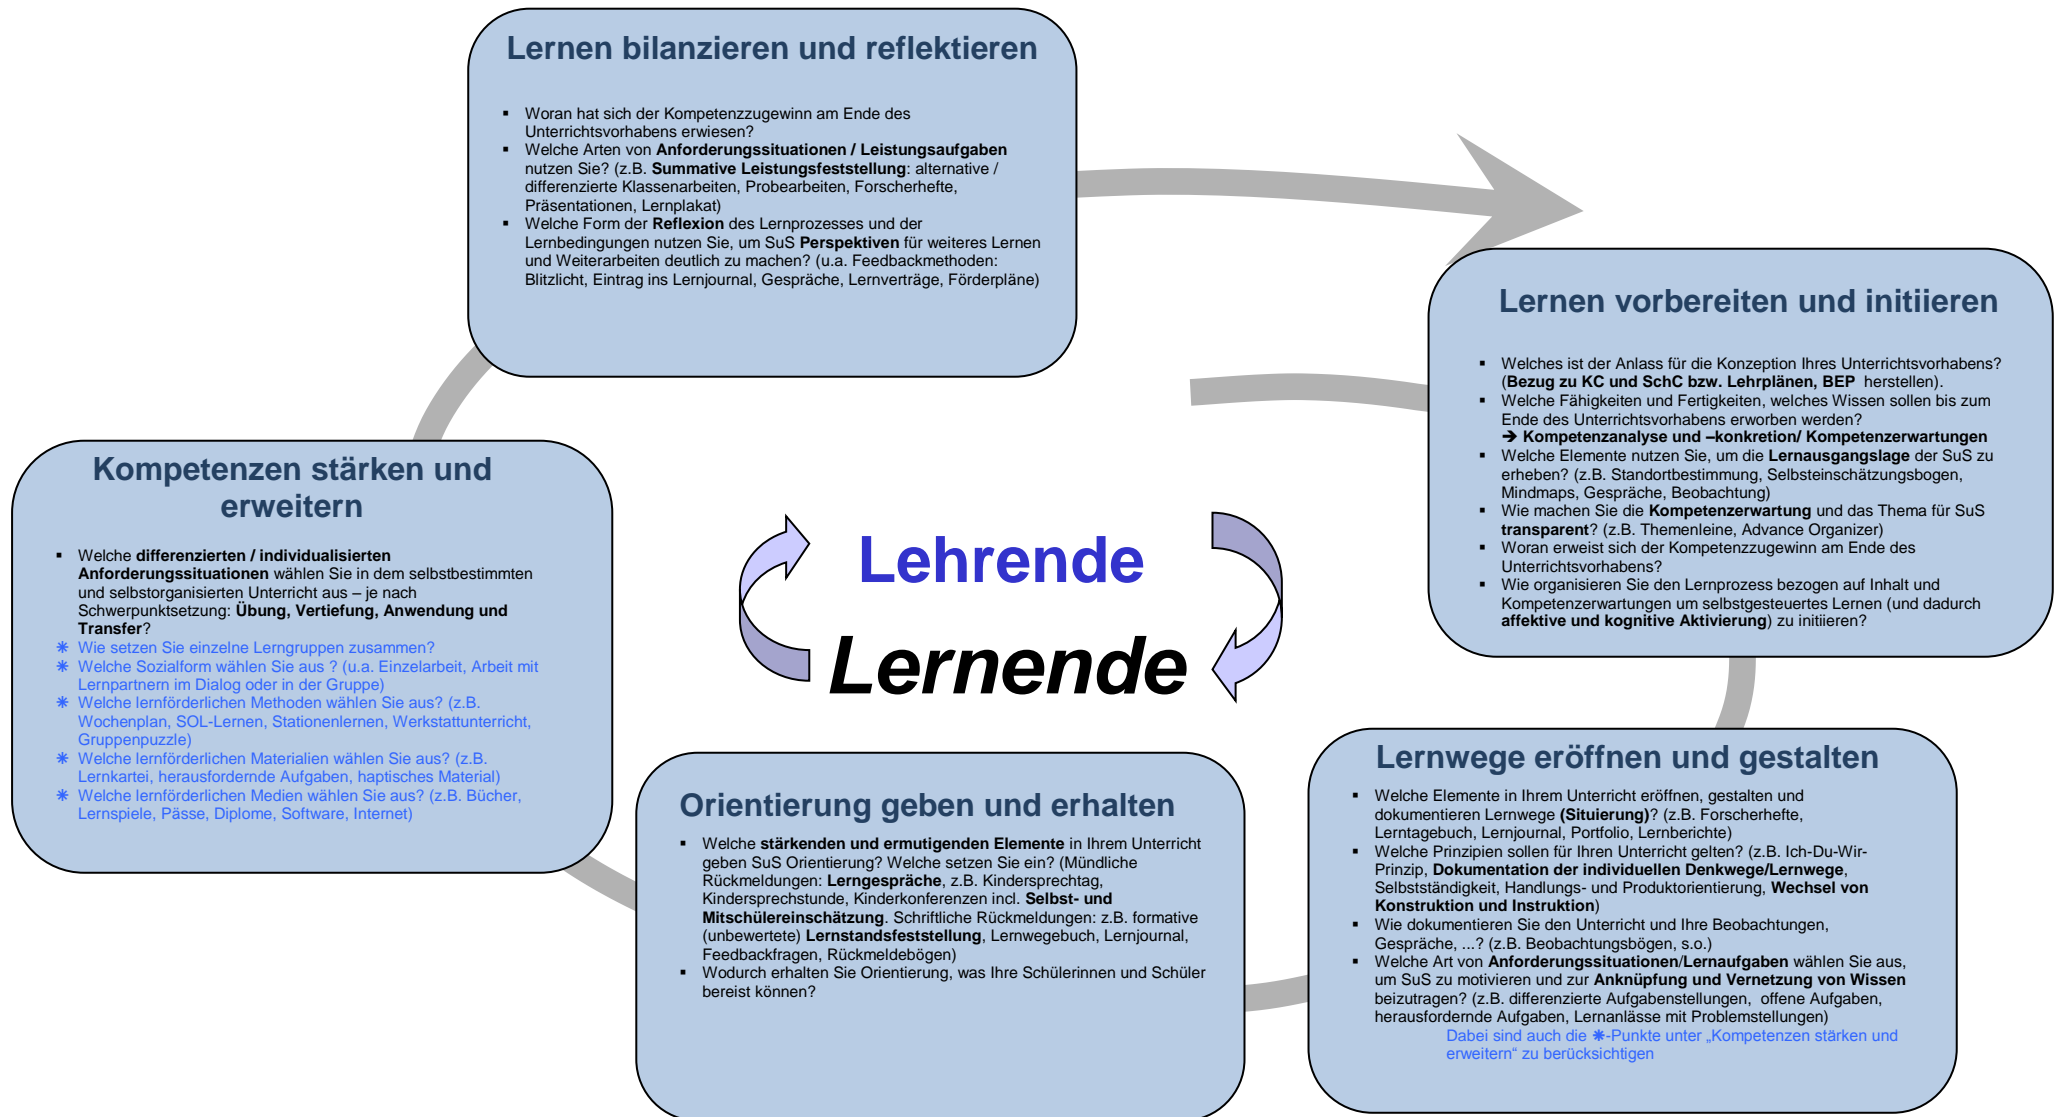 Lernen bilanzieren und reflektieren
▪ Woran hat sich der Kompetenzzugewinn am Ende des
Unterrichtsvorhabens erwiesen?
▪ Welche Arten von Anforderungssituationen / Leistungsaufgaben
nutzen Sie? (z.B. Summative Leistungsfeststellung: alternative /
differenzierte Klassenarbeiten, Probearbeiten, Forscherhefte,
Präsentationen, Lernplakat)
▪ Welche Form der Reflexion des Lernprozesses und der
Lernbedingungen nutzen Sie, um SuS Perspektiven für weiteres Lernen
und Weiterarbeiten deutlich zu machen? (u.a. Feedbackmethoden:
Blitzlicht, Eintrag ins Lernjournal, Gespräche, Lernverträge, Förderpläne)
Lernen vorbereiten und initiieren
▪ Welches ist der Anlass für die Konzeption Ihres Unterrichtsvorhabens?
(Bezug zu KC und SchC bzw. Lehrplänen, BEP herstellen).
▪ Welche Fähigkeiten und Fertigkeiten, welches Wissen sollen bis zum
Ende des Unterrichtsvorhabens erworben werden?
➔ Kompetenzanalyse und –konkretion/ Kompetenzerwartungen
▪ Welche Elemente nutzen Sie, um die Lernausgangslage der SuS zu
erheben? (z.B. Standortbestimmung, Selbsteinschätzungsbogen,
Mindmaps, Gespräche, Beobachtung)
▪ Wie machen Sie die Kompetenzerwartung und das Thema für SuS
transparent? (z.B. Themenleine, Advance Organizer)
▪ Woran erweist sich der Kompetenzzugewinn am Ende des
Unterrichtsvorhabens?
▪ Wie organisieren Sie den Lernprozess bezogen auf Inhalt und
Kompetenzerwartungen um selbstgesteuertes Lernen (und dadurch
affektive und kognitive Aktivierung) zu initiieren?
Kompetenzen stärken und
erweitern
▪ Welche differenzierten / individualisierten
Anforderungssituationen wählen Sie in dem selbstbestimmten
und selbstorganisierten Unterricht aus – je nach
Schwerpunktsetzung: Übung, Vertiefung, Anwendung und
Transfer?
✷ Wie setzen Sie einzelne Lerngruppen zusammen?
✷ Welche Sozialform wählen Sie aus ? (u.a. Einzelarbeit, Arbeit mit
Lernpartnern im Dialog oder in der Gruppe)
✷ Welche lernförderlichen Methoden wählen Sie aus? (z.B.
Wochenplan, SOL-Lernen, Stationenlernen, Werkstattunterricht,
Gruppenpuzzle)
✷ Welche lernförderlichen Materialien wählen Sie aus? (z.B.
Lernkartei, herausfordernde Aufgaben, haptisches Material)
✷ Welche lernförderlichen Medien wählen Sie aus? (z.B. Bücher,
Lernspiele, Pässe, Diplome, Software, Internet)
Lehrende
Lernende
Orientierung geben und erhalten
▪ Welche stärkenden und ermutigenden Elemente in Ihrem Unterricht
geben SuS Orientierung? Welche setzen Sie ein? (Mündliche
Rückmeldungen: Lerngespräche, z.B. Kindersprechtag,
Kindersprechstunde, Kinderkonferenzen incl. Selbst- und
Mitschülereinschätzung. Schriftliche Rückmeldungen: z.B. formative
(unbewertete) Lernstandsfeststellung, Lernwegebuch, Lernjournal,
Feedbackfragen, Rückmeldebögen)
▪ Wodurch erhalten Sie Orientierung, was Ihre Schülerinnen und Schüler
bereist können?
Lernwege eröffnen und gestalten
▪ Welche Elemente in Ihrem Unterricht eröffnen, gestalten und
dokumentieren Lernwege (Situierung)? (z.B. Forscherhefte,
Lerntagebuch, Lernjournal, Portfolio, Lernberichte)
▪ Welche Prinzipien sollen für Ihren Unterricht gelten? (z.B. Ich-Du-Wir-
Prinzip, Dokumentation der individuellen Denkwege/Lernwege,
Selbstständigkeit, Handlungs- und Produktorientierung, Wechsel von
Konstruktion und Instruktion)
▪ Wie dokumentieren Sie den Unterricht und Ihre Beobachtungen,
Gespräche, ...? (z.B. Beobachtungsbögen, s.o.)
▪ Welche Art von Anforderungssituationen/Lernaufgaben wählen Sie aus,
um SuS zu motivieren und zur Anknüpfung und Vernetzung von Wissen
beizutragen? (z.B. differenzierte Aufgabenstellungen, offene Aufgaben,
herausfordernde Aufgaben, Lernanlässe mit Problemstellungen)
Dabei sind auch die ✷-Punkte unter „Kompetenzen stärken und
erweitern“ zu berücksichtigen